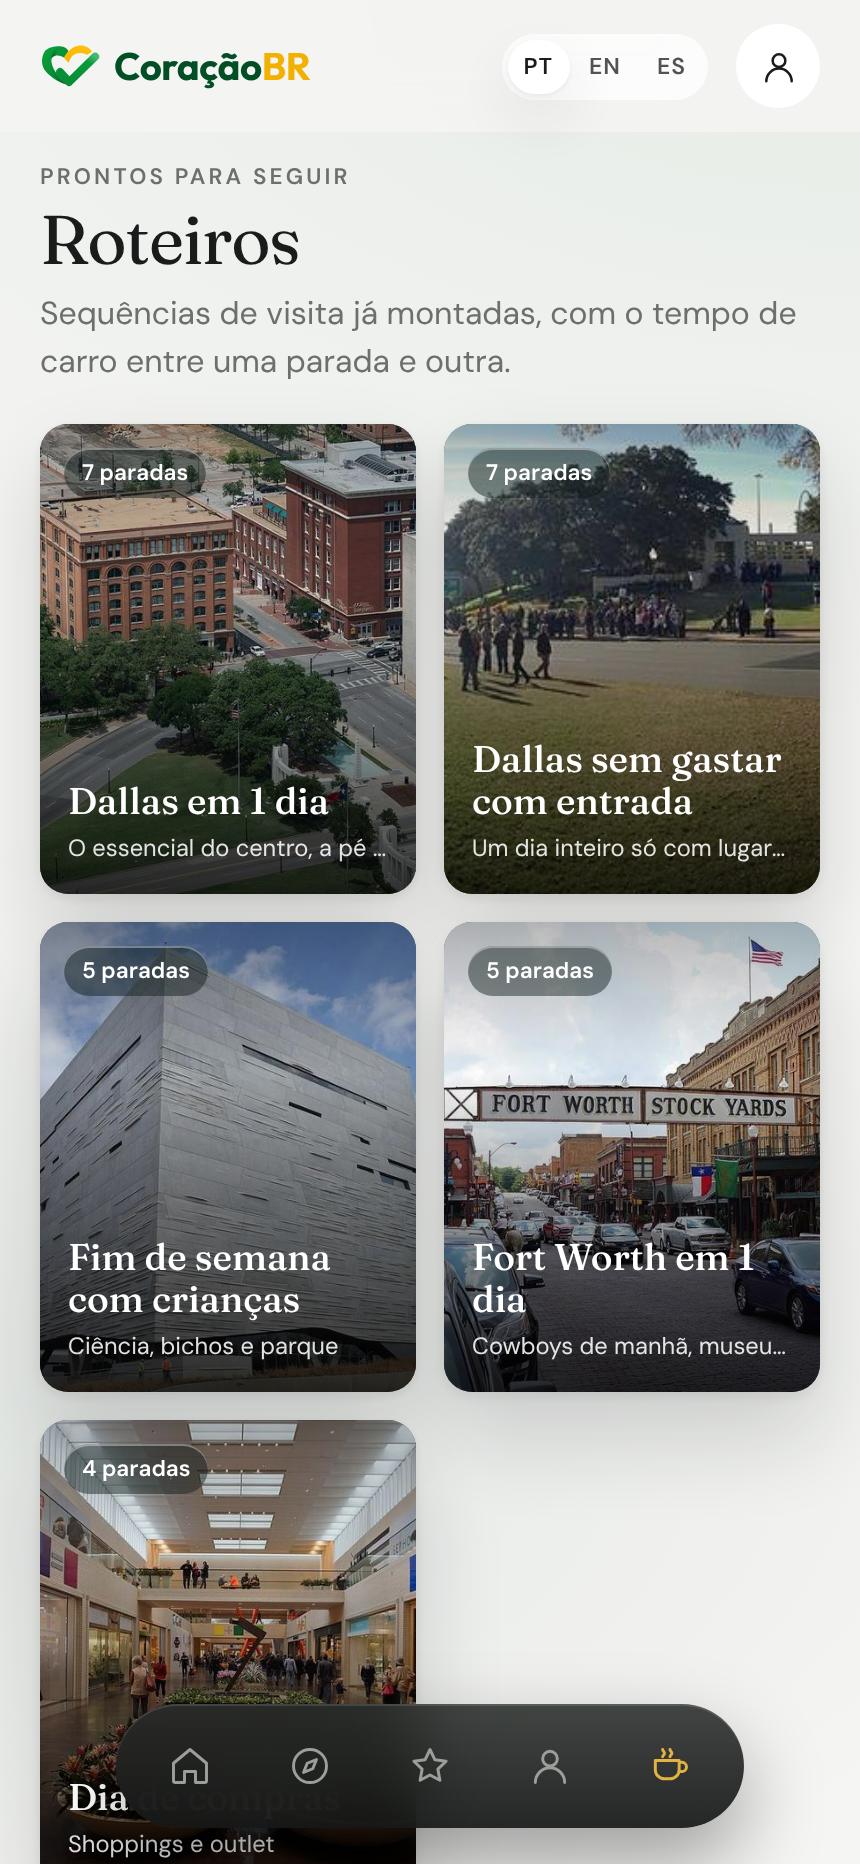 CoraçãoBR
PT EN ES
PRONTOS PARA SEGUIR
Roteiros
Sequências de visita já montadas, com o tempo de
carro entre uma parada e outra.
7 paradas
Dallas em 1 dia
O essencial do centro, a pé ...
7 paradas
Dallas sem gastar
com entrada
Um dia inteiro só com lugar...
5 paradas
Fim de semana
com crianças
Ciência, bichos e parque
5 paradas
FORT WORTH STOCK YARDS
Fort Worth em 1
dia
Cowboys de manhã, museu...
4 paradas
Dia de compras
Shoppings e outlet